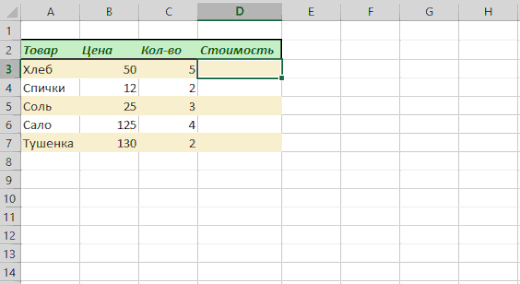 A B C D E F G H
1
2 Товар Цена Кол-во Стоимость
3 Хлеб 50 5
4 Спички 12 2
5 Соль 25 3
6 Сало 125 4
7 Тушенка 130 2
8
9
10
11
12
13
14